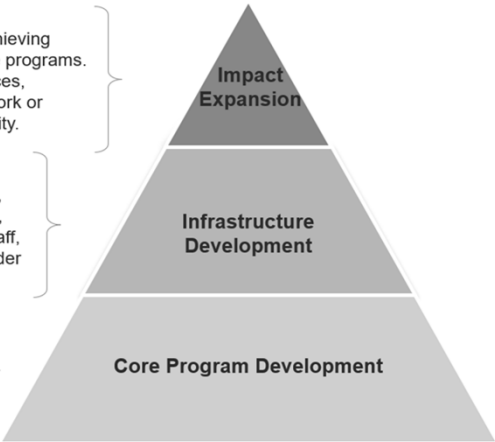 hieving
programs.
ces,
ork or
ity.
aff,
der
Impact
Expansion
Infrastructure
Development
Core Program Development